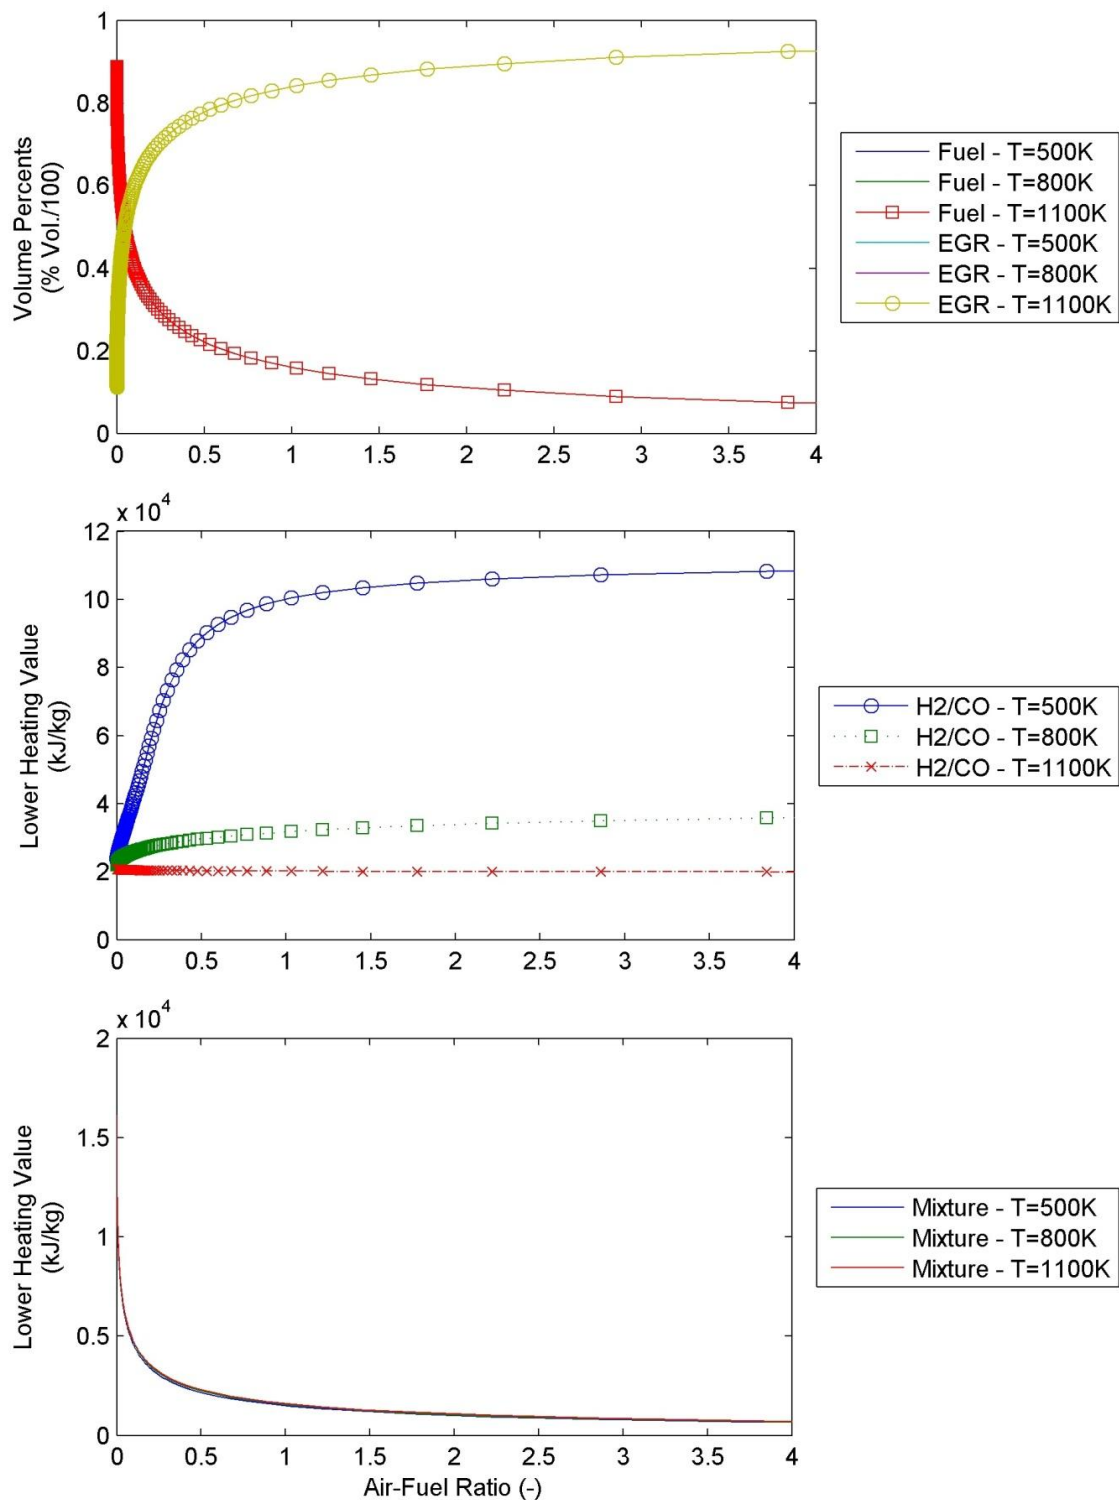 1
0.8
0.6
0.4
0.2
0
Volume Percents
(% Vol./100)
0 0.5 1 1.5 2 2.5 3 3.5 4
Fuel - T=500K
Fuel - T=800K
Fuel - T=1100K
EGR - T=500K
EGR - T=800K
EGR - T=1100K
x 10^4
12
10
8
6
4
2
0
Lower Heating Value
(kJ/kg)
0 0.5 1 1.5 2 2.5 3 3.5 4
H2/CO - T=500K
H2/CO - T=800K
H2/CO - T=1100K
x 10^4
2
1.5
1
0.5
0
Lower Heating Value
(kJ/kg)
0 0.5 1 1.5 2 2.5 3 3.5 4
Air-Fuel Ratio (-)
Mixture - T=500K
Mixture - T=800K
Mixture - T=1100K